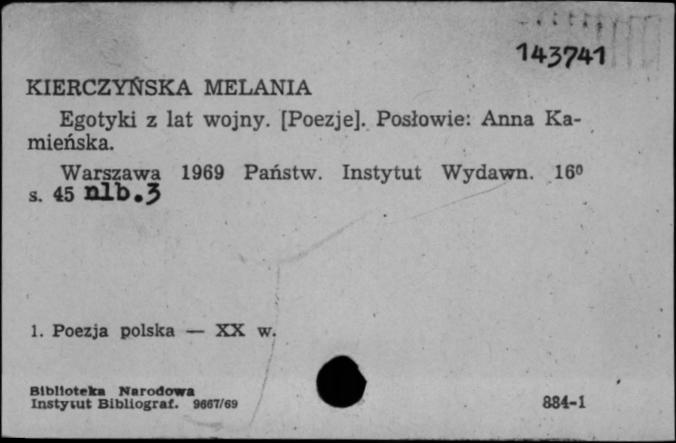 143741
KIERCZYŃSKA MELANIA
Egotyki z lat wojny. [Poezje]. Posłowie: Anna Ka-
mieńska.
Warszawa 1969 Państw. Instytut Wydawn. 16⁰
s. 45 nlb.3
1. Poezja polska — XX w.
Biblioteka Narodowa
Instytut Bibliograf. 9667/69
884-1